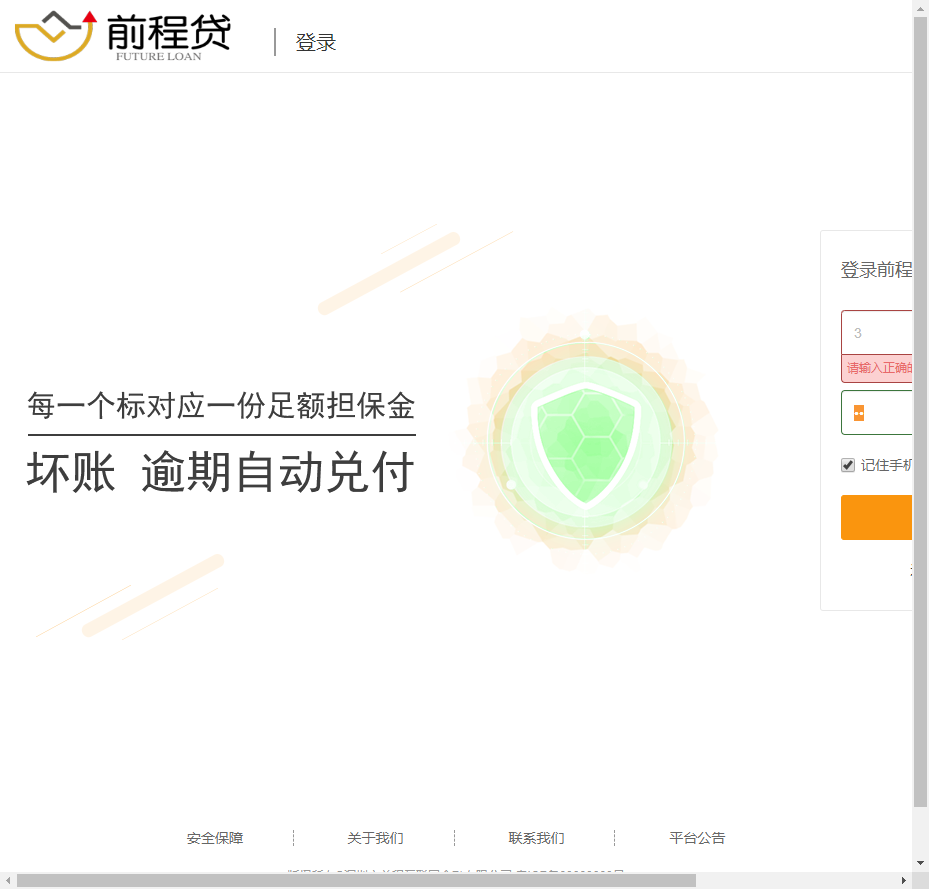 前程贷
FUTURE LOAN
登录
每一个标对应一份足额担保金
坏账 逾期自动兑付
登录前程
3
请输入正确的
记住手机
安全保障
关于我们
联系我们
平台公告